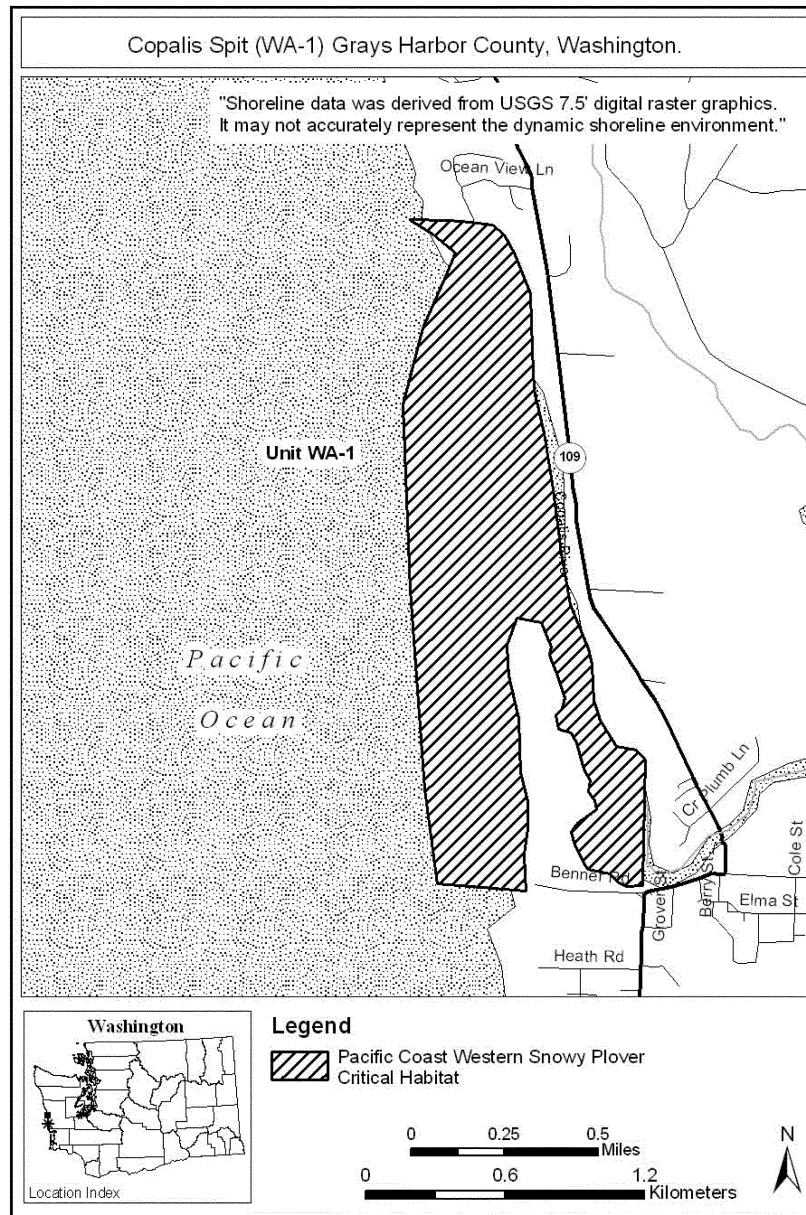 Copalis Spit (WA-1) Grays Harbor County, Washington.
"Shoreline data was derived from USGS 7.5' digital raster graphics.
It may not accurately represent the dynamic shoreline environment."
Ocean View Ln
Unit WA-1
109
Copalis River
Pacific
Ocean
Cr Plumb Ln
Benner Rd
Grover St
Berry St
Cole St
Elma St
Heath Rd
Washington
Location Index
Legend
Pacific Coast Western Snowy Plover
Critical Habitat
0 0.25 0.5
Miles
0 0.6 1.2
Kilometers
N